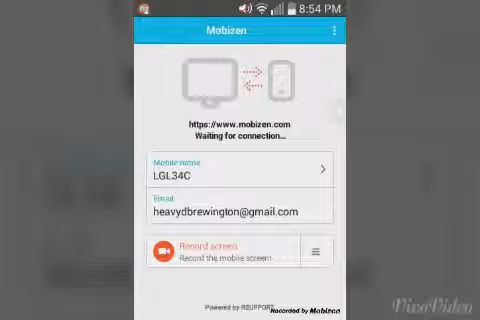 8:54 PM
Mobizen
https://www.mobizen.com
Waiting for connection...
Mobile name
LGL34C
Email
heavydbrewington@gmail.com
Record screen
Record the mobile screen
Powered by RSUPPORT
Recorded by Mobizen
VivaVideo